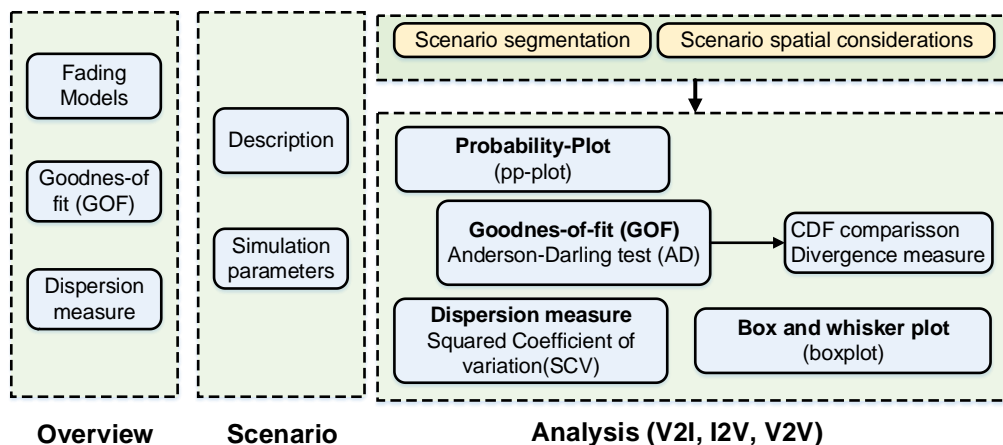 Fading
Models
Goodnes-of
fit (GOF)
Dispersion
measure
Overview
Description
Simulation
parameters
Scenario
Scenario segmentation
Scenario spatial considerations
Probability-Plot
(pp-plot)
Goodnes-of-fit (GOF)
Anderson-Darling test (AD)
CDF comparisson
Divergence measure
Dispersion measure
Squared Coefficient of
variation(SCV)
Box and whisker plot
(boxplot)
Analysis (V2I, I2V, V2V)